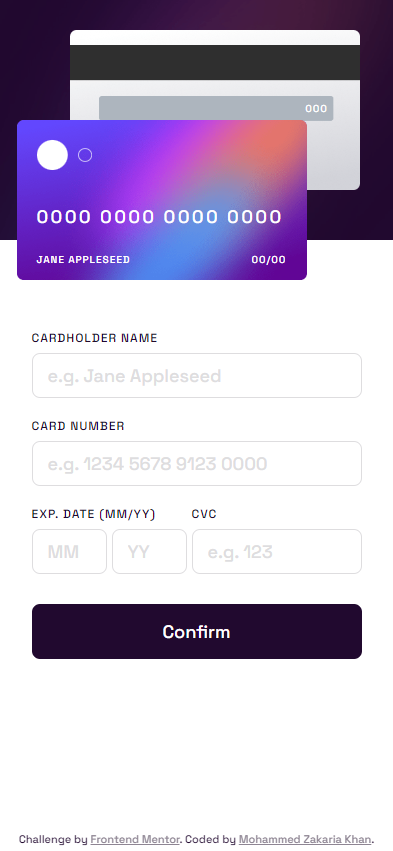 000
0000 0000 0000 0000
JANE APPLESEED 00/00
CARDHOLDER NAME
e.g. Jane Appleseed
CARD NUMBER
e.g. 1234 5678 9123 0000
EXP. DATE (MM/YY) CVC
MM YY e.g. 123
Confirm
Challenge by Frontend Mentor. Coded by Mohammed Zakaria Khan.